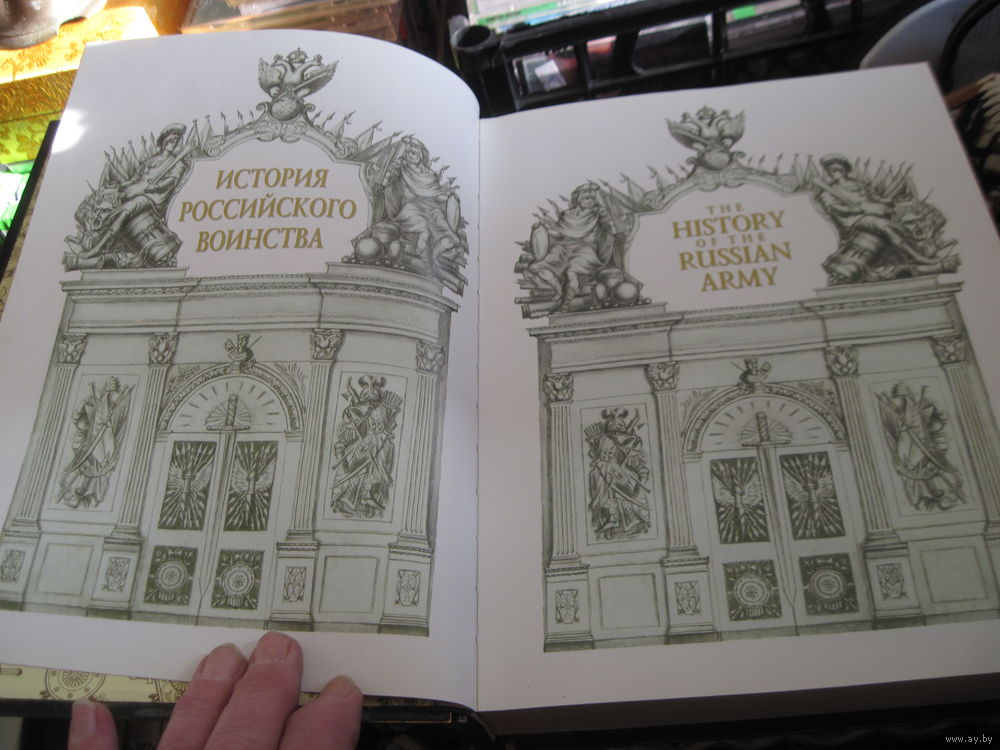 ИСТОРИЯ
РОССИЙСКОГО
ВОИНСТВА
THE
HISTORY
OF THE
RUSSIAN
ARMY
www.ay.by